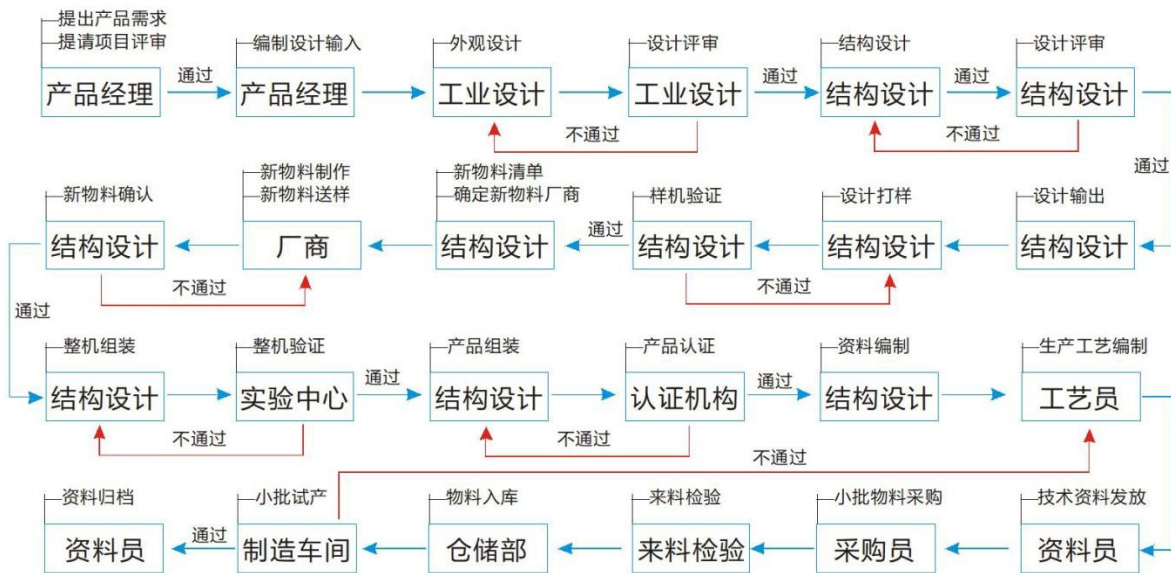 提出产品需求
提请项目评审
产品经理
通过
编制设计输入
产品经理
外观设计
工业设计
设计评审
工业设计
不通过
通过
结构设计
结构设计
通过
设计评审
结构设计
不通过
通过
设计输出
结构设计
设计打样
结构设计
样机验证
结构设计
不通过
通过
新物料清单
确定新物料厂商
结构设计
新物料制作
新物料送样
厂商
新物料确认
结构设计
不通过
通过
整机组装
结构设计
整机验证
实验中心
不通过
通过
产品组装
结构设计
产品认证
认证机构
不通过
通过
资料编制
结构设计
生产工艺编制
工艺员
技术资料发放
资料员
小批物料采购
采购员
来料检验
来料检验
物料入库
仓储部
小批试产
制造车间
不通过
通过
资料归档
资料员